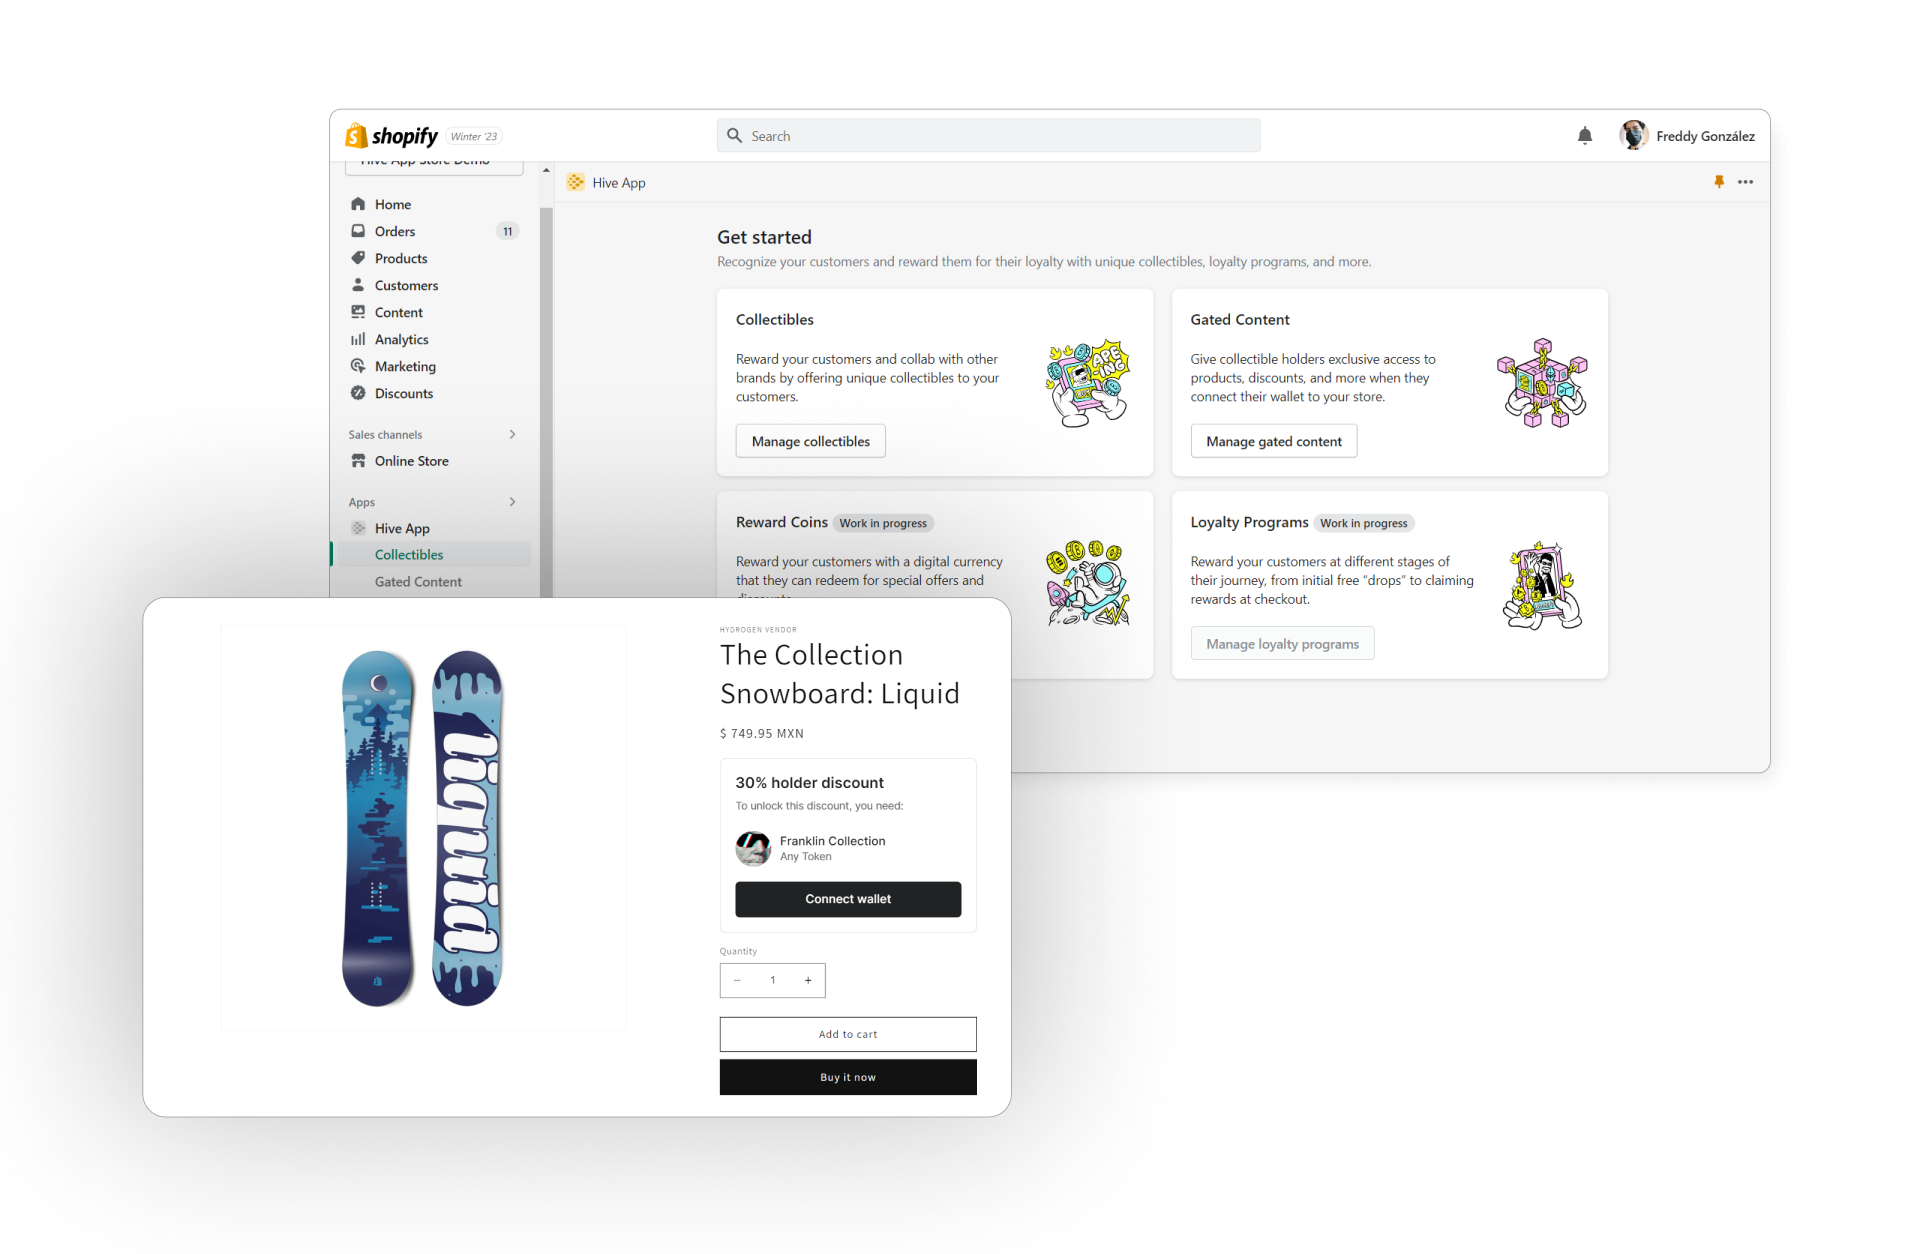 shopify Winter '23
Search
Freddy González
Hive App Store Demo
Home
Orders 11
Products
Customers
Content
Analytics
Marketing
Discounts
Sales channels
Online Store
Apps
Hive App
Collectibles
Gated Content
Hive App
Get started
Recognize your customers and reward them for their loyalty with unique collectibles, loyalty programs, and more.
Collectibles
Reward your customers and collab with other
brands by offering unique collectibles to your
customers.
Manage collectibles
APE-
ING
Gated Content
Give collectible holders exclusive access to
products, discounts, and more when they
connect their wallet to your store.
Manage gated content
Reward Coins Work in progress
Reward your customers with a digital currency
that they can redeem for special offers and
discounts.
Loyalty Programs Work in progress
Reward your customers at different stages of
their journey, from initial free “drops” to claiming
rewards at checkout.
Manage loyalty programs
liquid
HYDROGEN VENDOR
The Collection
Snowboard: Liquid
$ 749.95 MXN
30% holder discount
To unlock this discount, you need:
Franklin Collection
Any Token
Connect wallet
Quantity
− 1 +
Add to cart
Buy it now